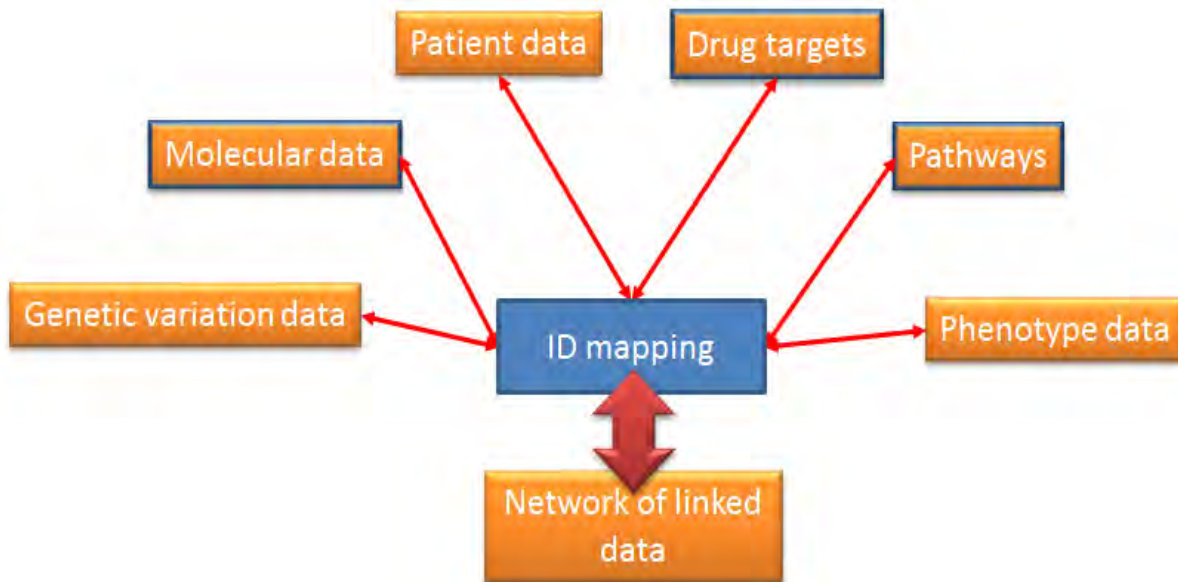 Patient data
Drug targets
Molecular data
Pathways
Genetic variation data
ID mapping
Phenotype data
Network of linked
data